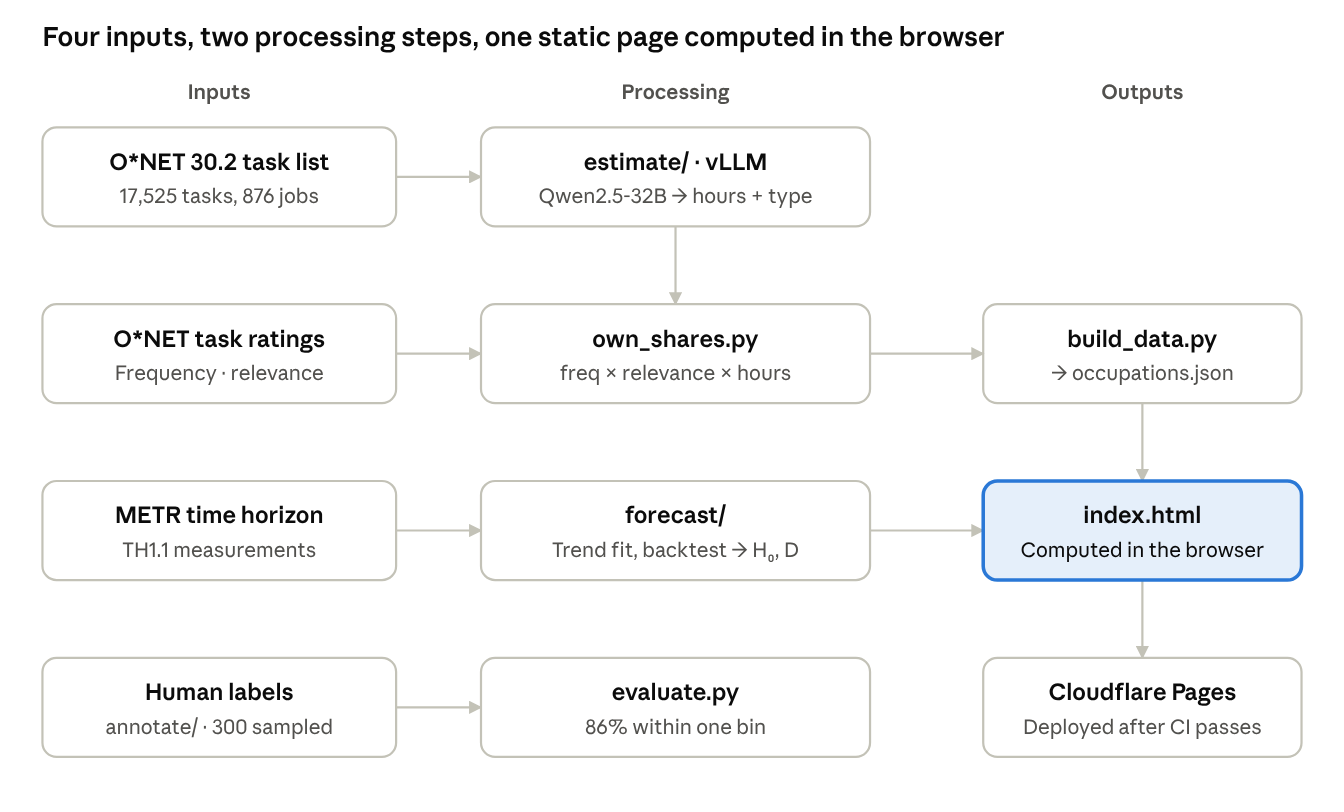 Four inputs, two processing steps, one static page computed in the browser
Inputs
Processing
Outputs
O*NET 30.2 task list
17,525 tasks, 876 jobs
estimate/ · vLLM
Qwen2.5-32B → hours + type
O*NET task ratings
Frequency · relevance
own_shares.py
freq × relevance × hours
build_data.py
→ occupations.json
METR time horizon
TH1.1 measurements
forecast/
Trend fit, backtest → H₀, D
index.html
Computed in the browser
Human labels
annotate/ · 300 sampled
evaluate.py
86% within one bin
Cloudflare Pages
Deployed after CI passes